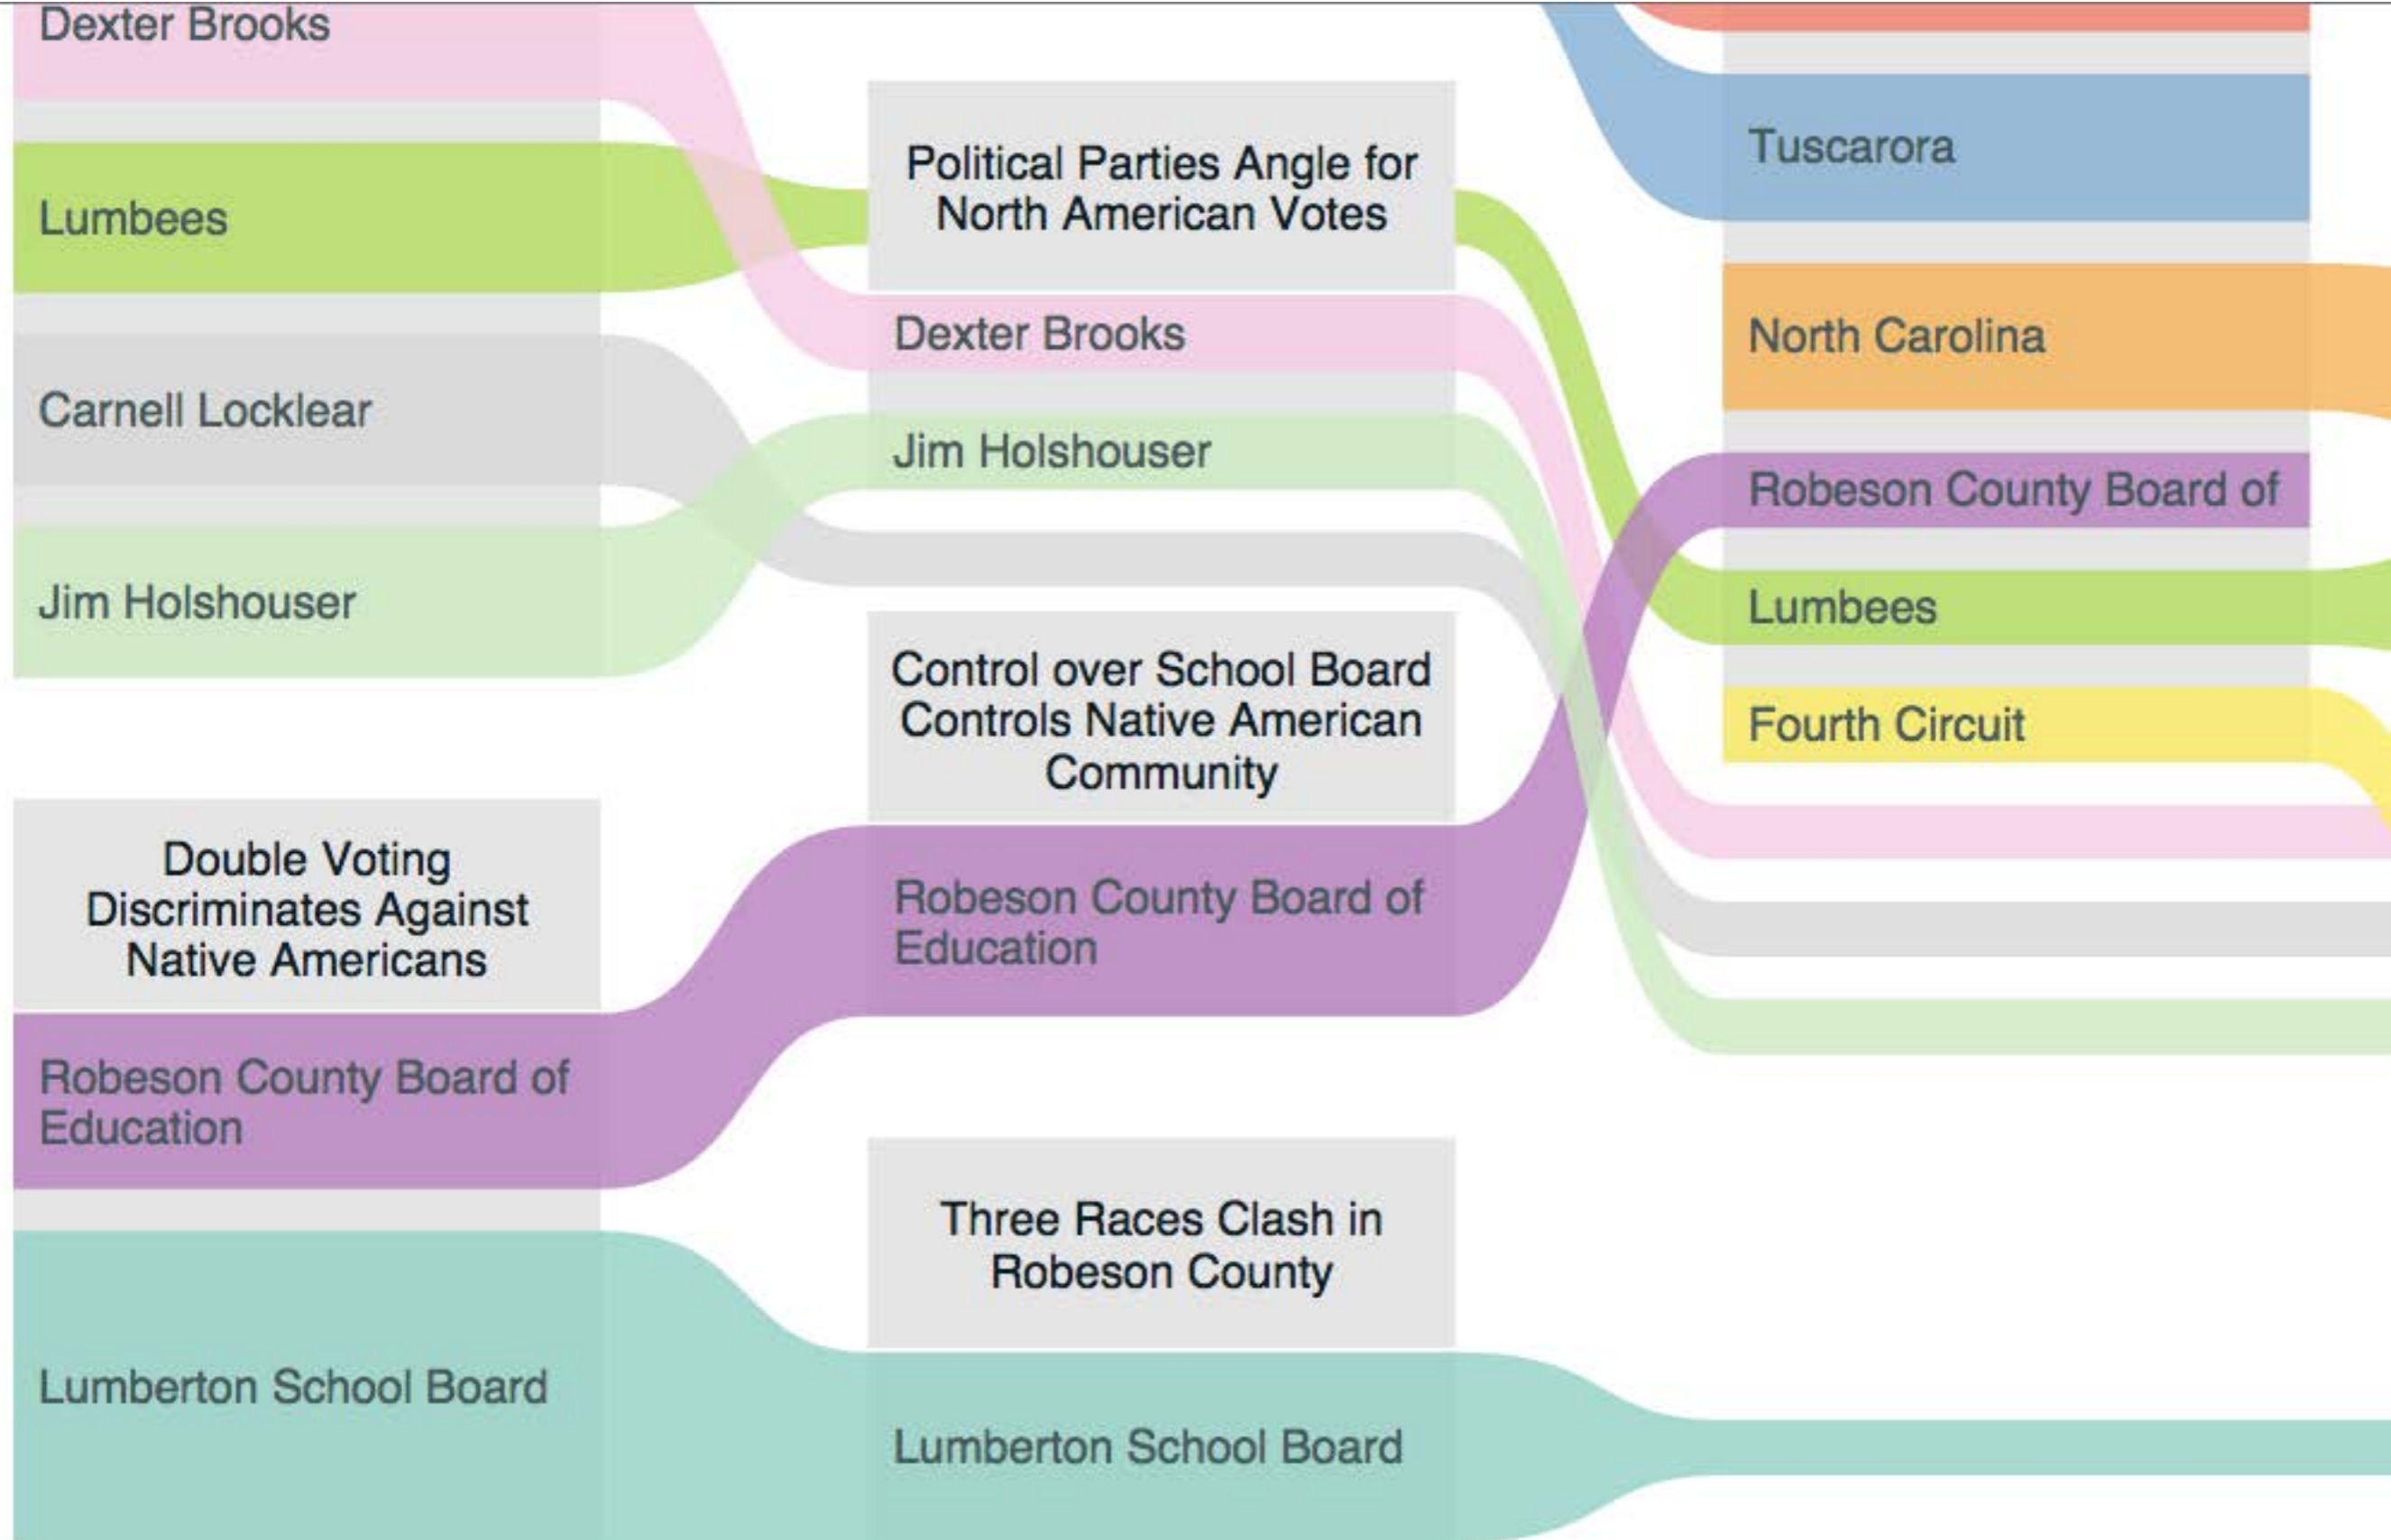 Dexter Brooks
Lumbees
Carnell Locklear
Jim Holshouser
Double Voting
Discriminates Against
Native Americans
Robeson County Board of
Education
Lumberton School Board
Political Parties Angle for
North American Votes
Dexter Brooks
Jim Holshouser
Control over School Board
Controls Native American
Community
Robeson County Board of
Education
Three Races Clash in
Robeson County
Lumberton School Board
Tuscarora
North Carolina
Robeson County Board of
Lumbees
Fourth Circuit